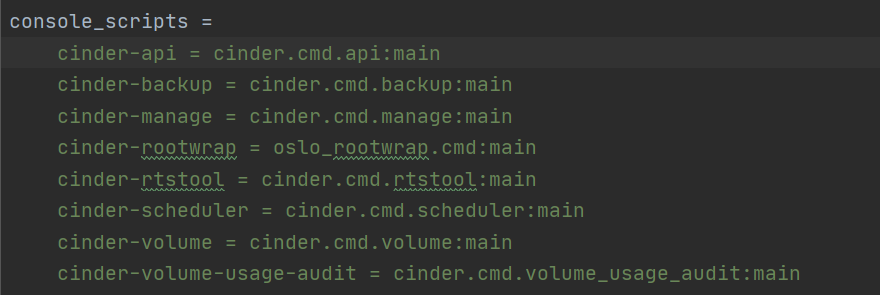 console_scripts =
cinder-api = cinder.cmd.api:main
cinder-backup = cinder.cmd.backup:main
cinder-manage = cinder.cmd.manage:main
cinder-rootwrap = oslo_rootwrap.cmd:main
cinder-rtstool = cinder.cmd.rtstool:main
cinder-scheduler = cinder.cmd.scheduler:main
cinder-volume = cinder.cmd.volume:main
cinder-volume-usage-audit = cinder.cmd.volume_usage_audit:main